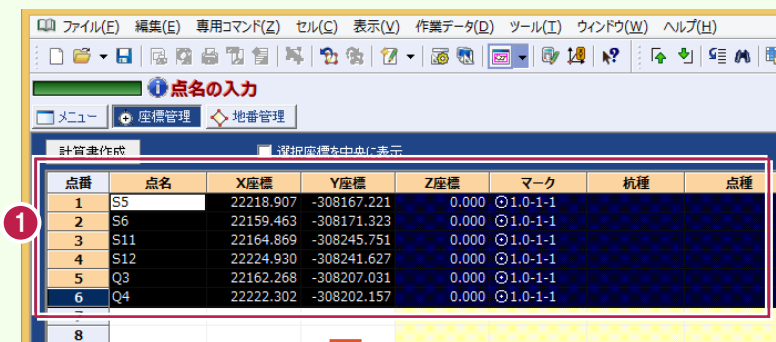 ファイル(F) 編集(E) 専用コマンド(Z) セル(C) 表示(V) 作業データ(D) ツール(T) ウィンドウ(W) ヘルプ(H)
点名の入力
メニュー 座標管理 地番管理
計算書作成 選択座標を中央に表示
点番 点名 X座標 Y座標 Z座標 マーク 杭種 点種
1 S5 22218.907 -308167.221 0.000 ⊙1.0-1-1
2 S6 22159.463 -308171.323 0.000 ⊙1.0-1-1
3 S11 22164.869 -308245.751 0.000 ⊙1.0-1-1
4 S12 22224.930 -308241.627 0.000 ⊙1.0-1-1
5 Q3 22162.268 -308207.031 0.000 ⊙1.0-1-1
6 Q4 22222.302 -308202.157 0.000 ⊙1.0-1-1
7
8
1